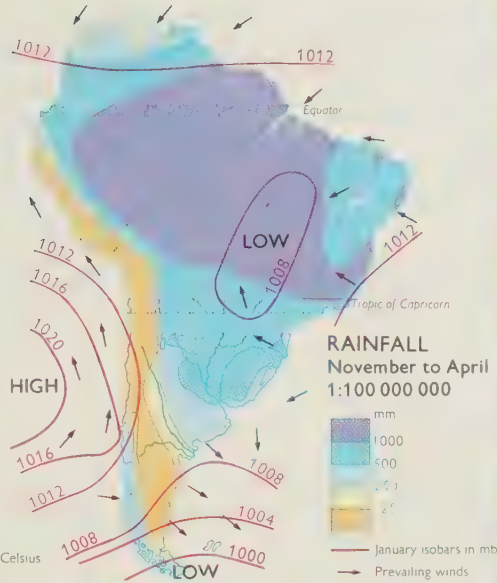 1012
1012
Equator
LOW
1008
1012
1012
1016
1020
HIGH
1016
1012
Tropic of Capricorn
RAINFALL
November to April
1:100 000 000
mm
1000
500
250
1008
1004
1000
1008
LOW
Celsius
January isobars in mb
Prevailing winds